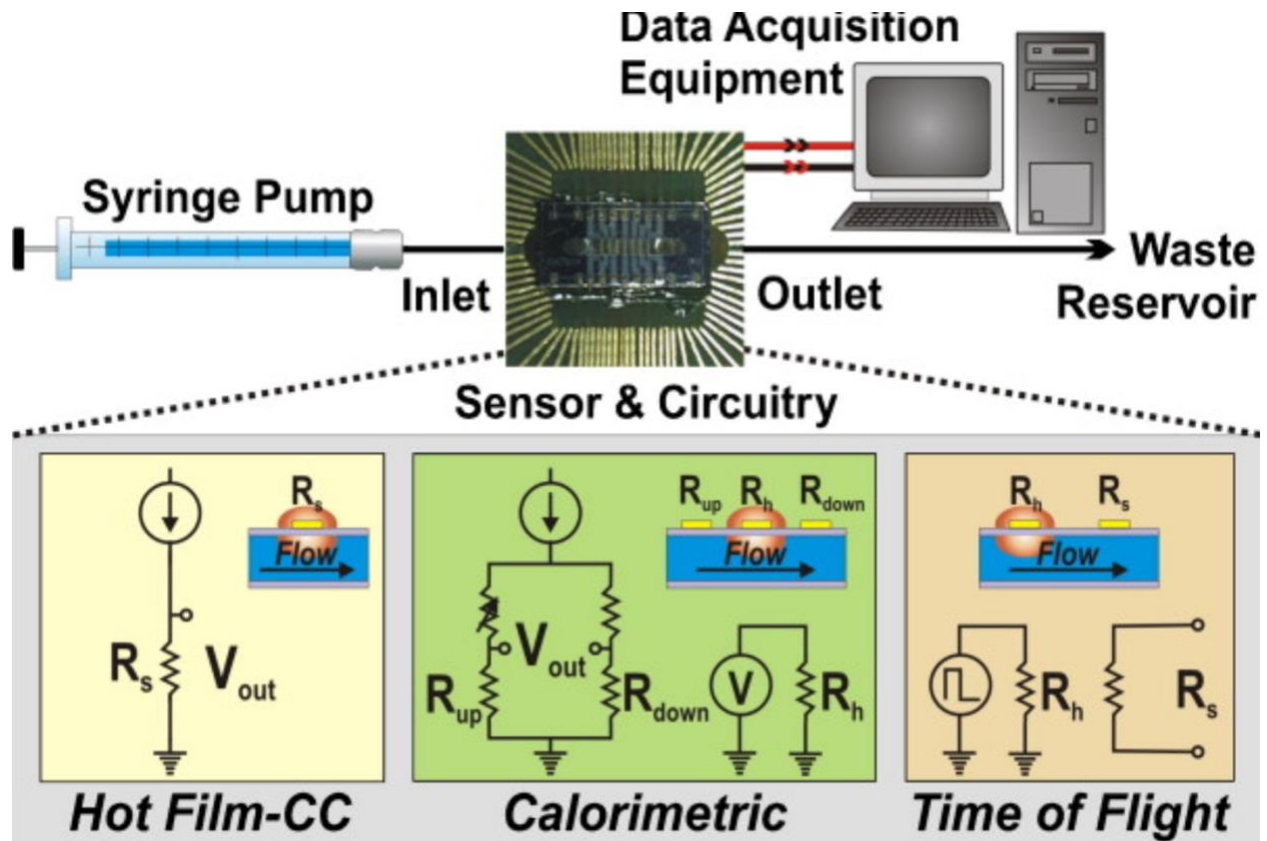 Data Acquisition
Equipment
Syringe Pump
Inlet
Outlet
Waste
Reservoir
Sensor & Circuitry
Rs
Flow
Rs
Vout
Hot Film-CC
Rup
Rh
Rdown
Flow
Vout
Rup
Rdown
V
Rh
Calorimetric
Rh
Rs
Flow
Rh
Rs
Time of Flight